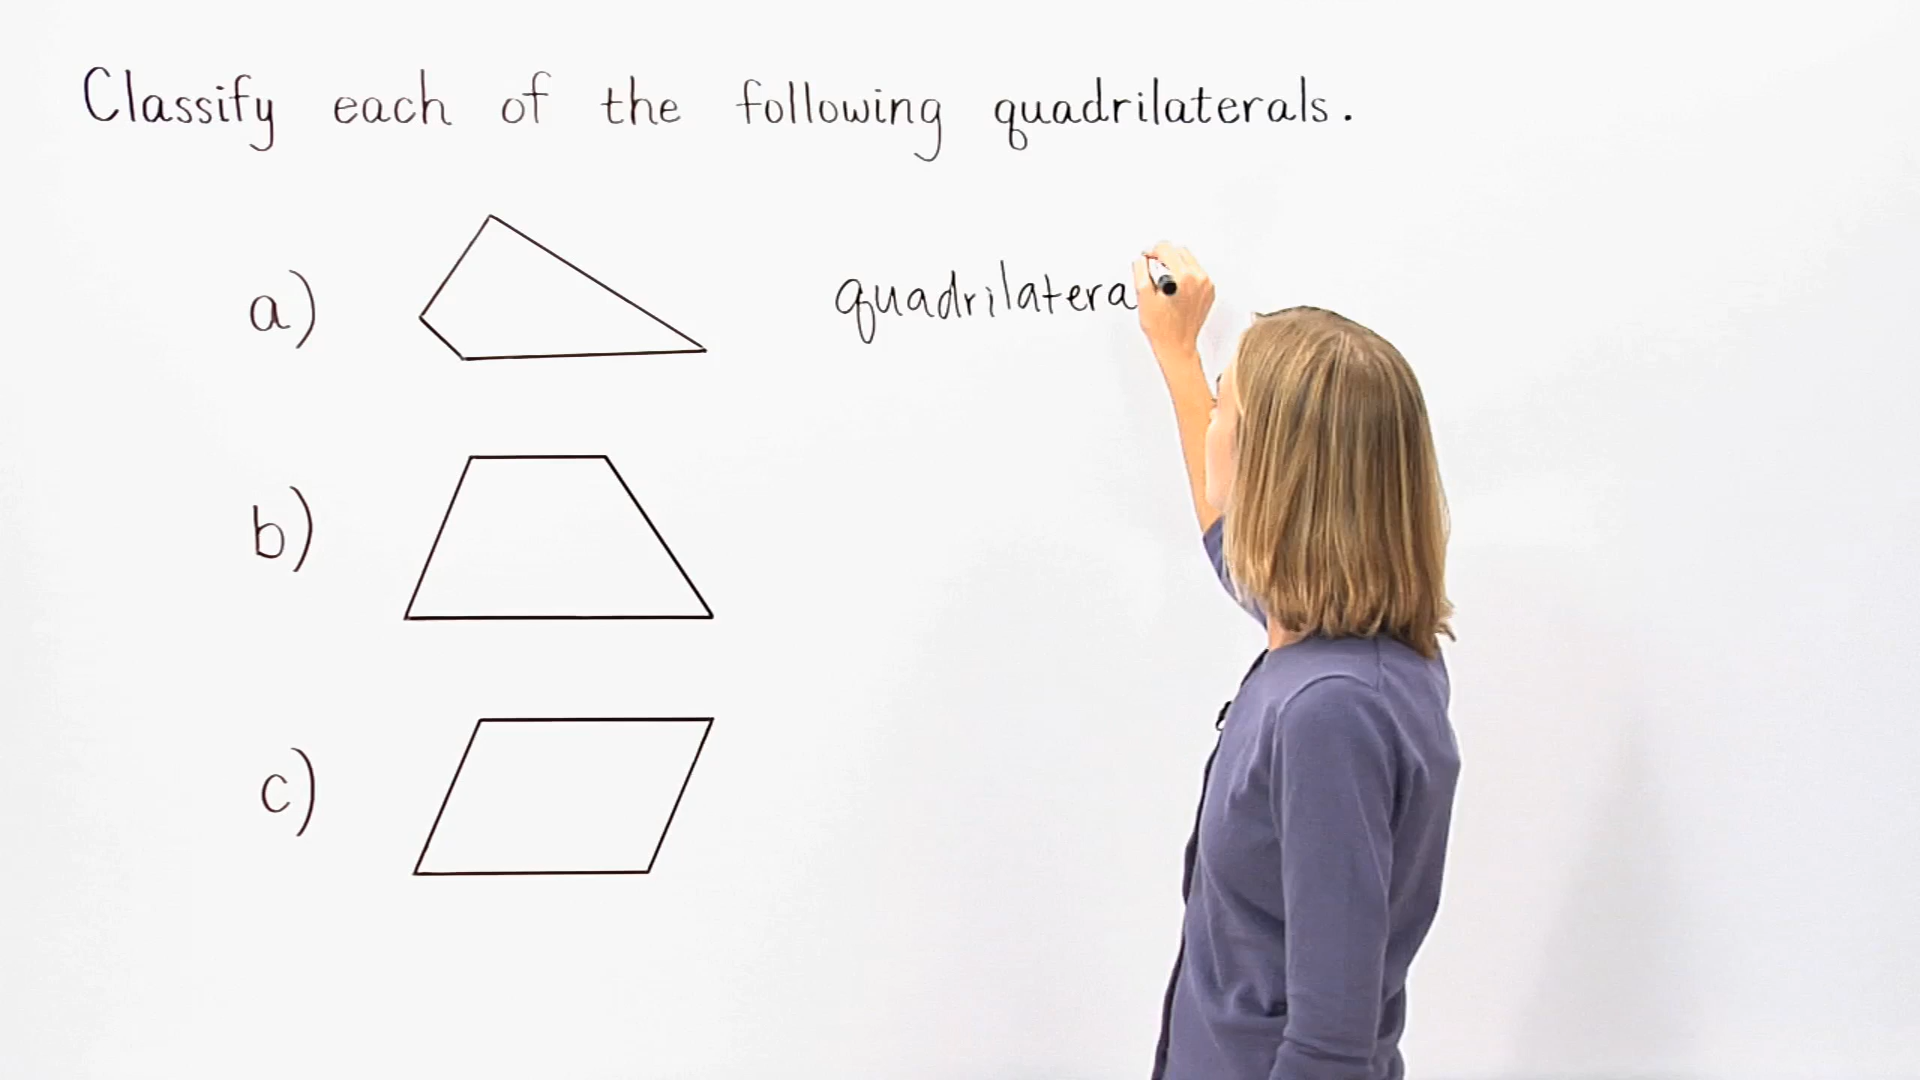 Classify each of the following quadrilaterals.
a) quadrilatera
b)
c)